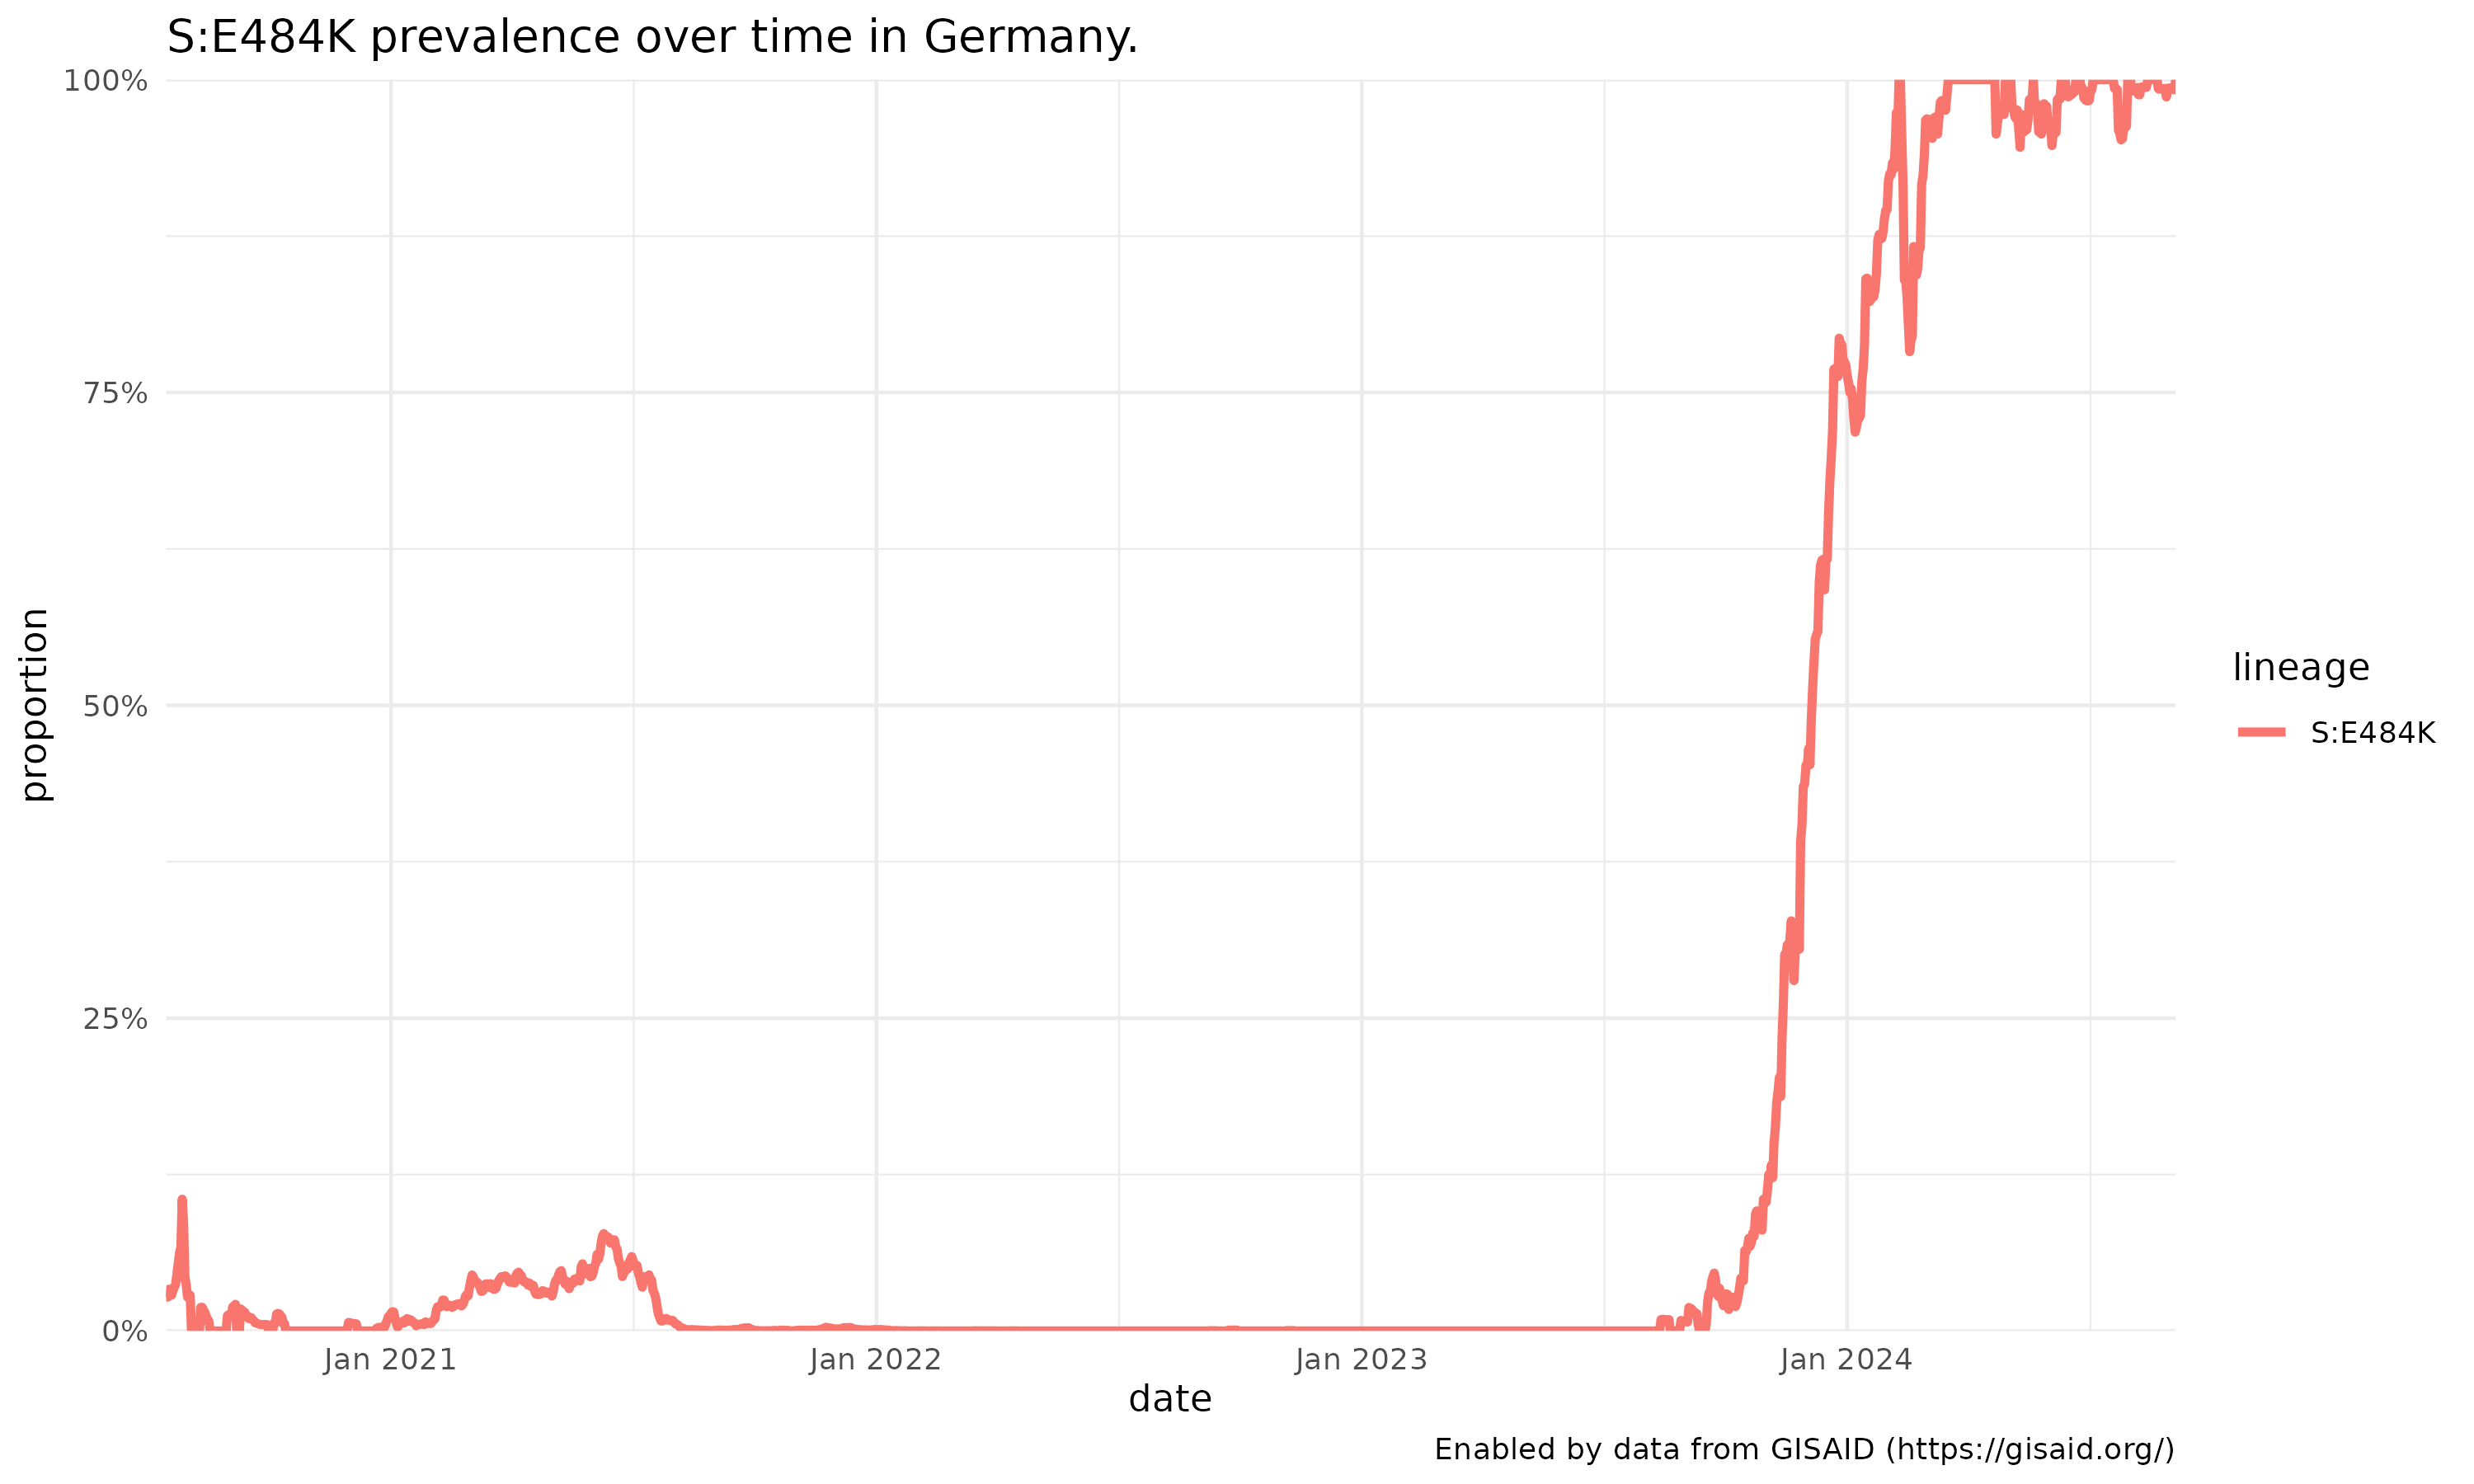 S:E484K prevalence over time in Germany.
100%
75%
50%
25%
0%
proportion
Jan 2021
Jan 2022
Jan 2023
Jan 2024
date
lineage
S:E484K
Enabled by data from GISAID (https://gisaid.org/)